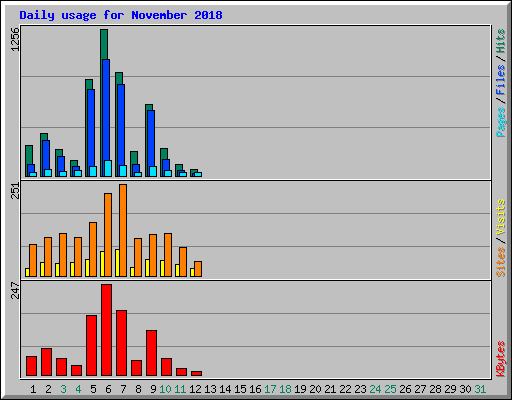 Daily usage for November 2018
1256
Pages/Files/Hits
251
Sites/Visits
247
KBytes
1 2 3 4 5 6 7 8 9 10 11 12 13 14 15 16 17 18 19 20 21 22 23 24 25 26 27 28 29 30 31